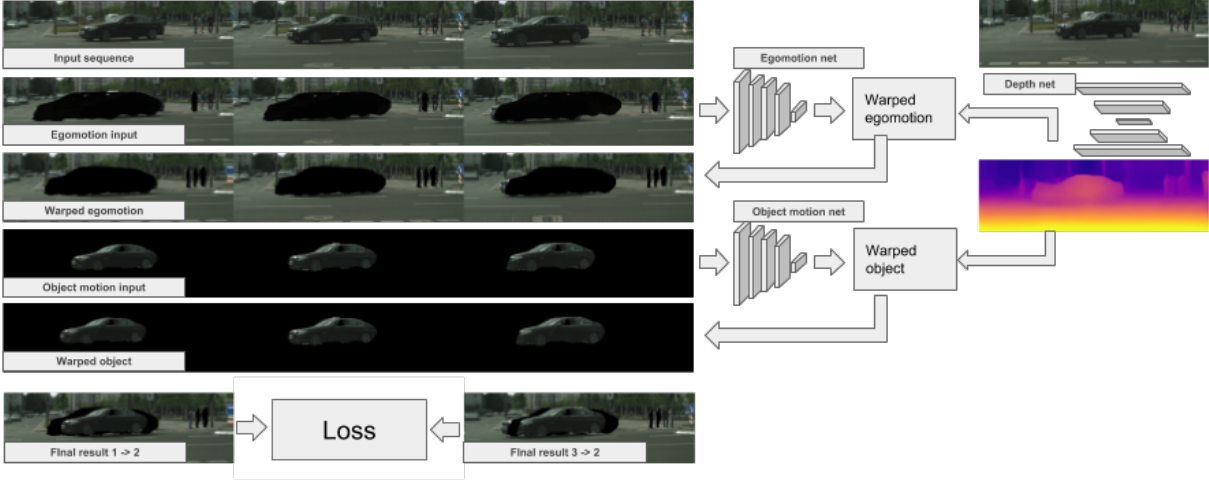 Input sequence
Egomotion net
Depth net
Egomotion input
Warped
egomotion
Warped egomotion
Object motion net
Object motion input
Warped
object
Warped object
Loss
FInal result 1 -> 2
FInal result 3 -> 2